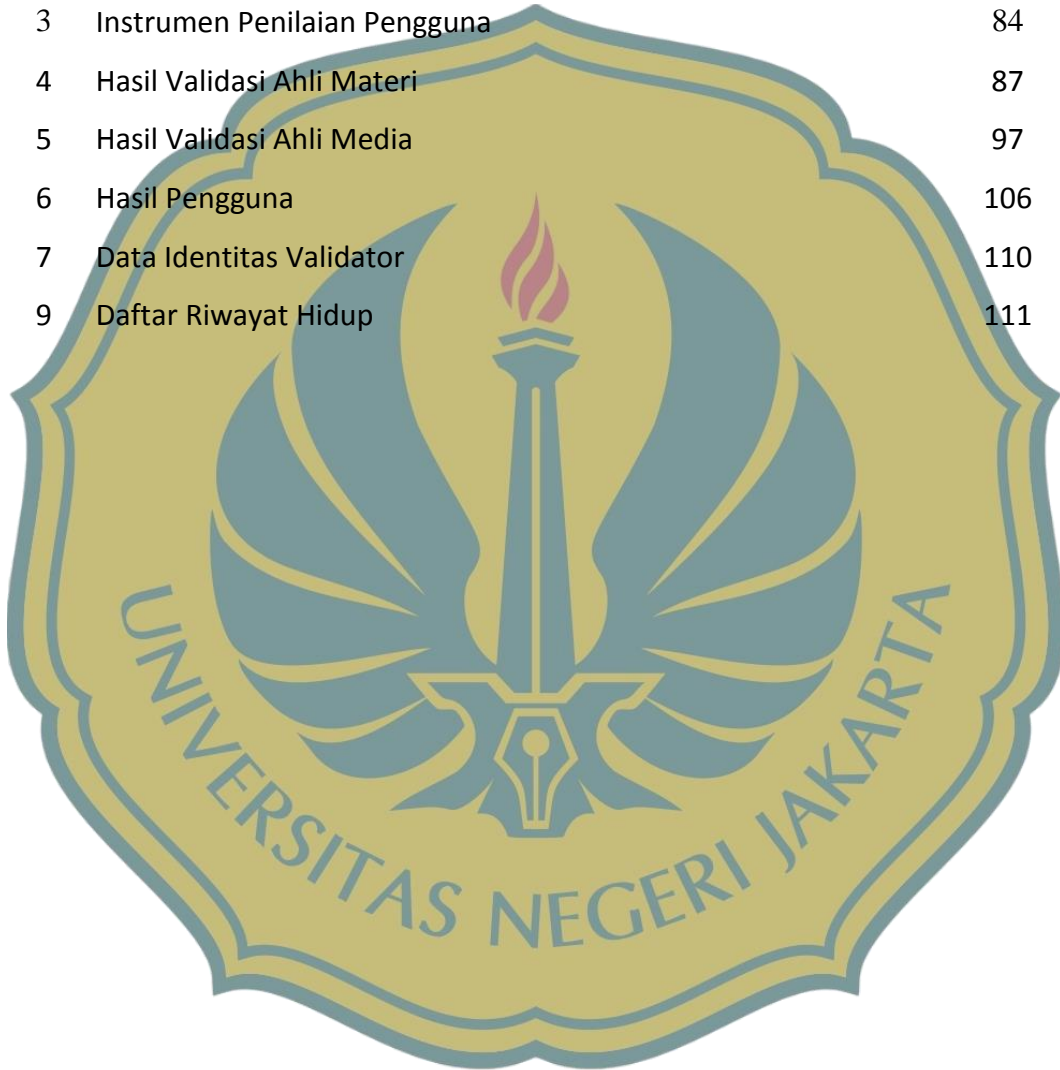 3 Instrumen Penilaian Pengguna 84
4 Hasil Validasi Ahli Materi 87
5 Hasil Validasi Ahli Media 97
6 Hasil Pengguna 106
7 Data Identitas Validator 110
9 Daftar Riwayat Hidup 111
UNIVERSITAS NEGERI JAKARTA